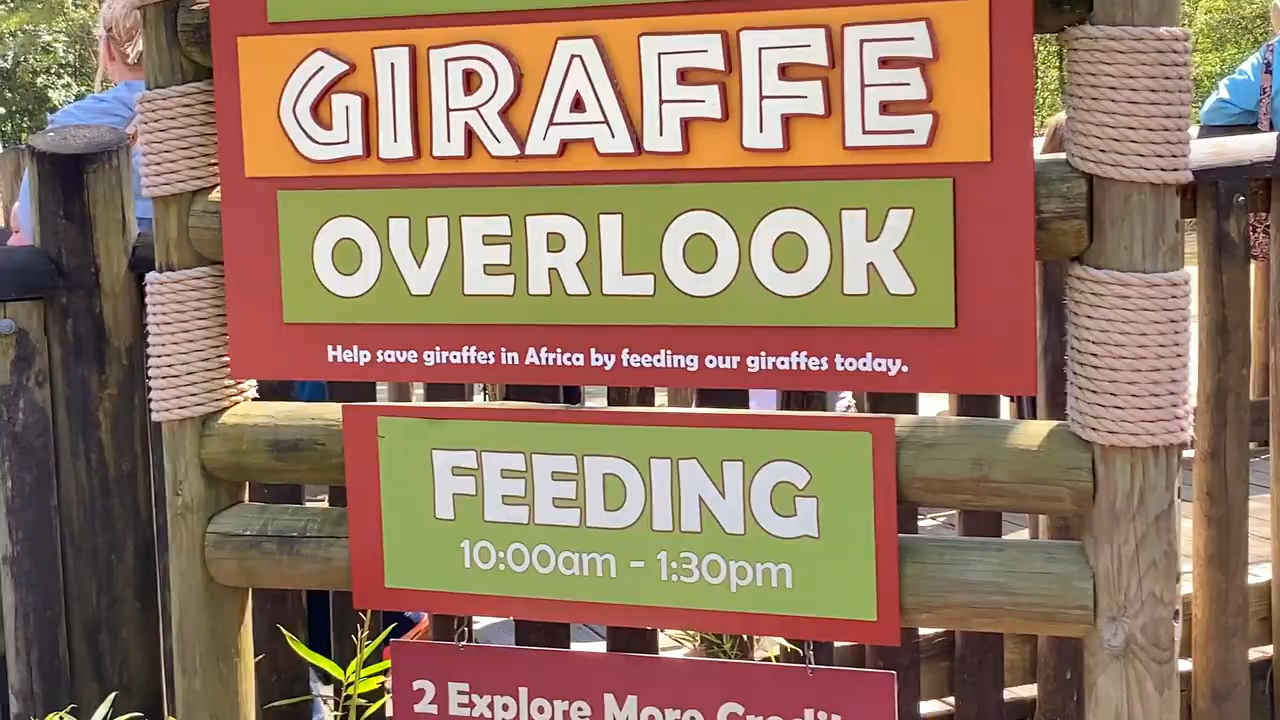 GIRAFFE
OVERLOOK
Help save giraffes in Africa by feeding our giraffes today.
FEEDING
10:00am - 1:30pm
2 Explore More Credit